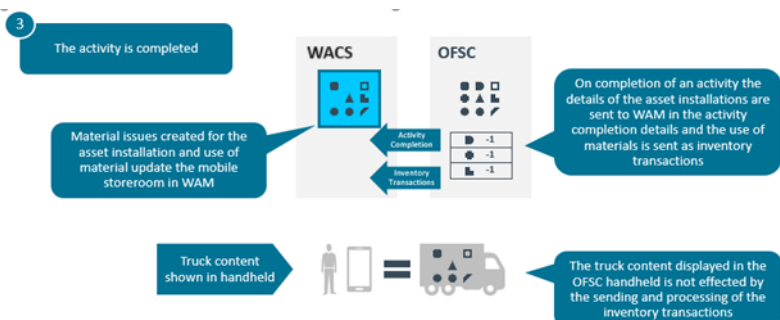 3
The activity is completed
WACS
OFSC
On completion of an activity the
details of the asset installations are
sent to WAM in the activity
completion details and the use of
materials is sent as inventory
transactions
Material issues created for the
asset installation and use of
material update the mobile
storeroom in WAM
Activity
Completion
-1
-1
-1
Inventory
Transactions
Truck content
shown in handheld
=
The truck content displayed in the
OFSC handheld is not effected by
the sending and processing of the
inventory transactions